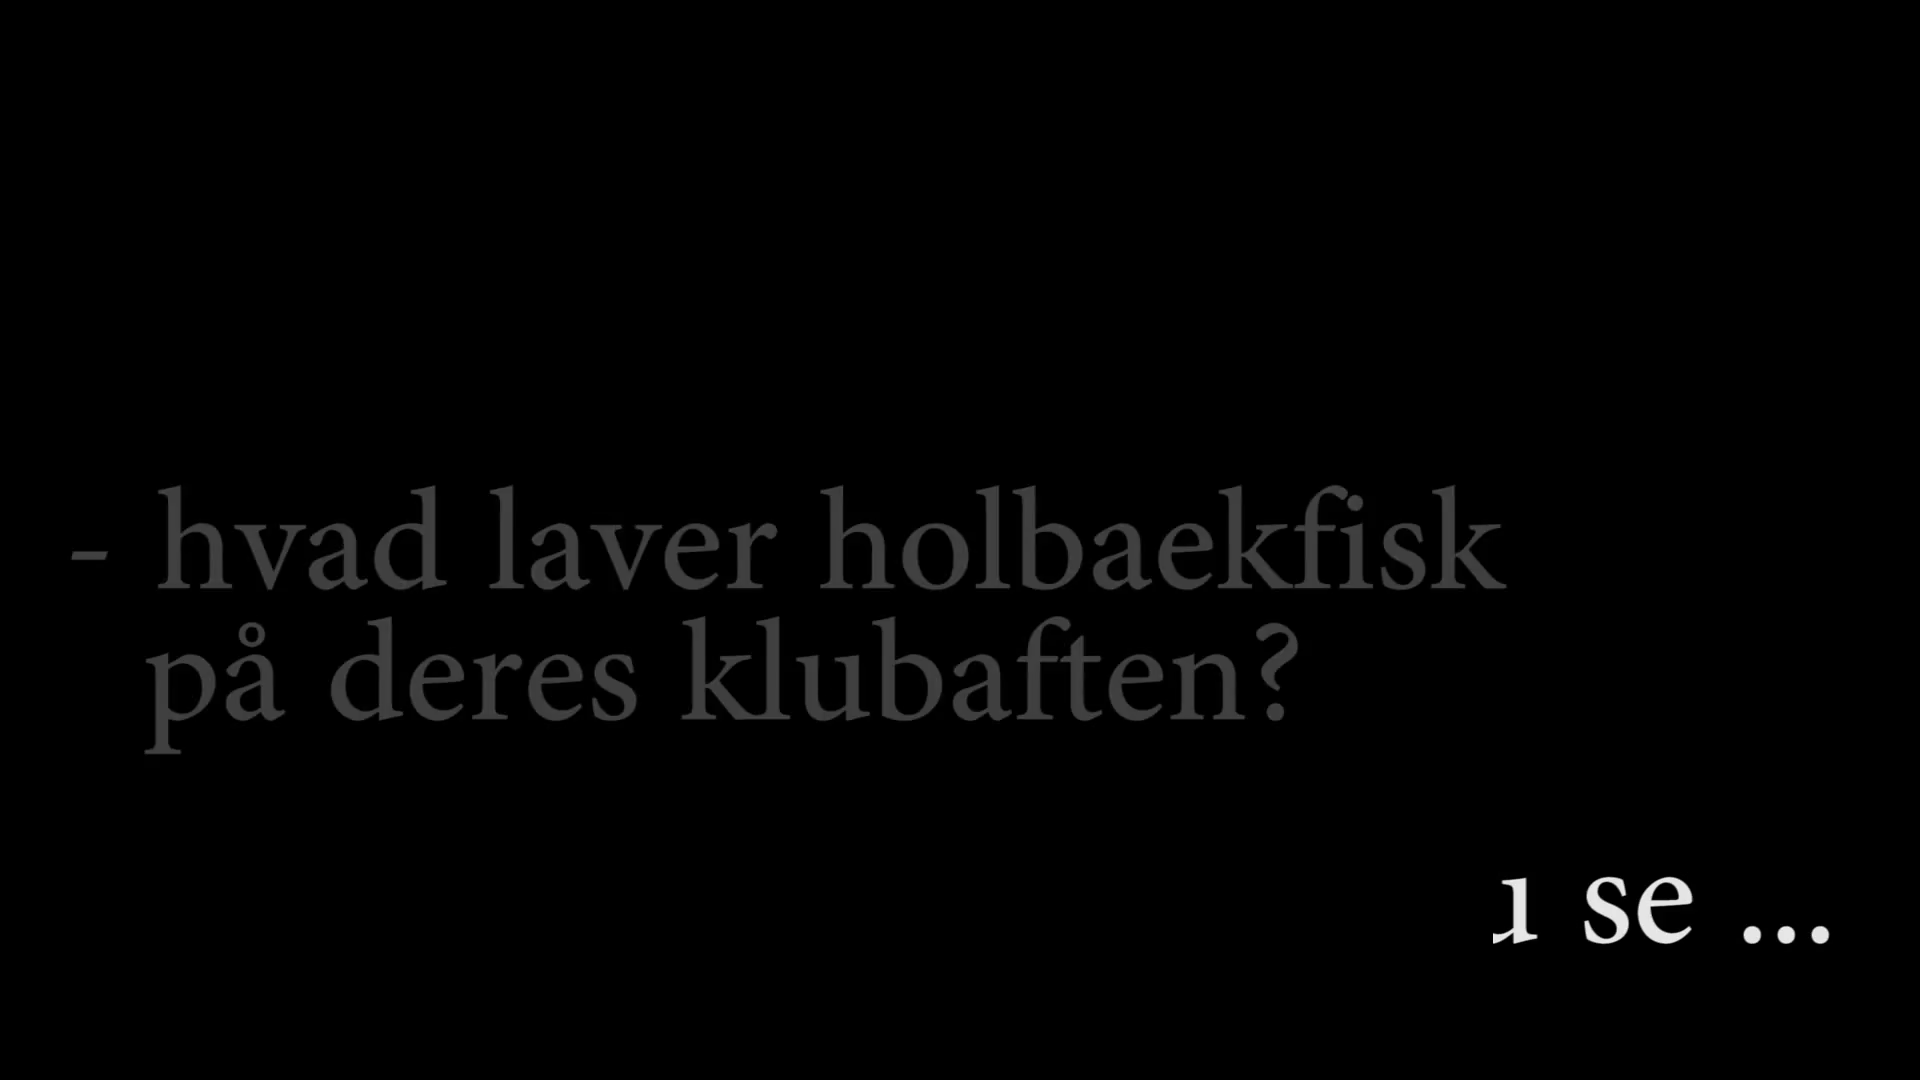 - hvad laver holbaekfisk
på deres klubaften?
se ...